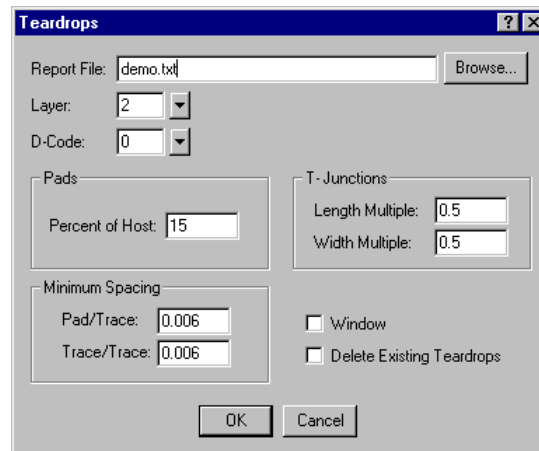 Teardrops
Report File: demo.txt Browse...
Layer: 2
D-Code: 0
Pads
Percent of Host: 15
T-Junctions
Length Multiple: 0.5
Width Multiple: 0.5
Minimum Spacing
Pad/Trace: 0.006
Trace/Trace: 0.006
Window
Delete Existing Teardrops
OK Cancel